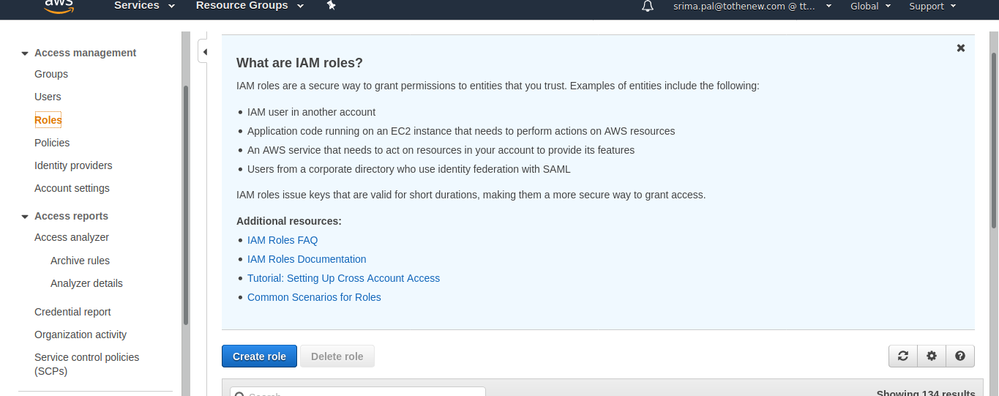 aws
Services
Resource Groups
srima.pal@tothenew.com @ tt...
Global
Support
Access management
Groups
Users
Roles
Policies
Identity providers
Account settings
Access reports
Access analyzer
Archive rules
Analyzer details
Credential report
Organization activity
Service control policies
(SCPs)
What are IAM roles?
IAM roles are a secure way to grant permissions to entities that you trust. Examples of entities include the following:
IAM user in another account
Application code running on an EC2 instance that needs to perform actions on AWS resources
An AWS service that needs to act on resources in your account to provide its features
Users from a corporate directory who use identity federation with SAML
IAM roles issue keys that are valid for short durations, making them a more secure way to grant access.
Additional resources:
IAM Roles FAQ
IAM Roles Documentation
Tutorial: Setting Up Cross Account Access
Common Scenarios for Roles
Create role
Delete role
Search
Showing 134 results